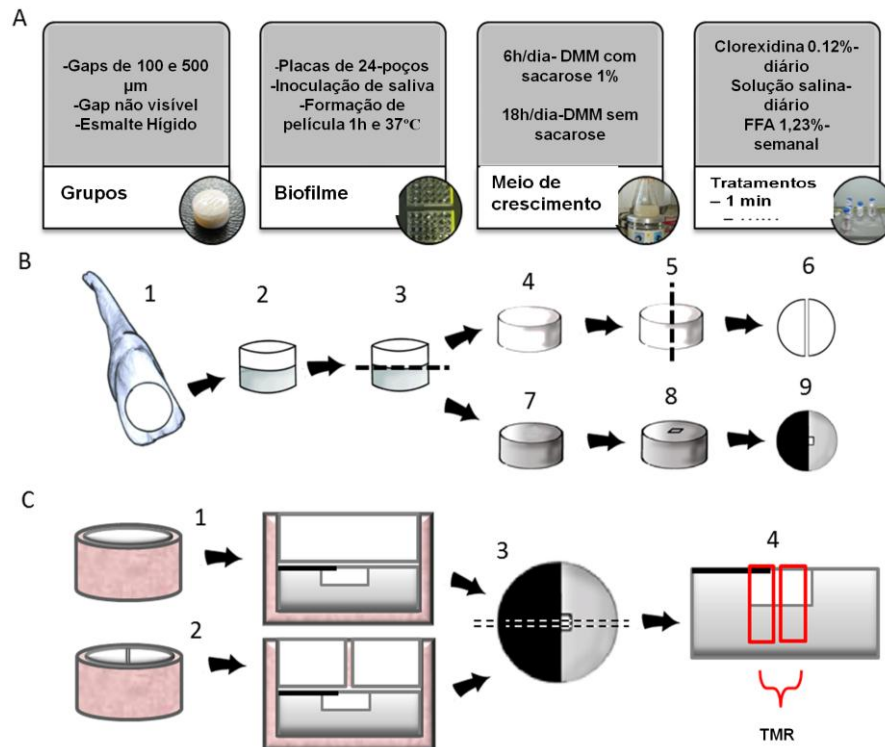 A
-Gaps de 100 e 500
µm
-Gap não visível
-Esmalte Hígido
Grupos
-Placas de 24-poços
-Inoculação de saliva
-Formação de
película 1h e 37ºC
Biofilme
6h/dia- DMM com
sacarose 1%
18h/dia-DMM sem
sacarose
Meio de
crescimento
Clorexidina 0.12%-
diário
Solução salina-
diário
FFA 1,23%-
semanal
Tratamentos
– 1 min
B
1
2
3
4
5
6
7
8
9
C
1
2
3
4
TMR